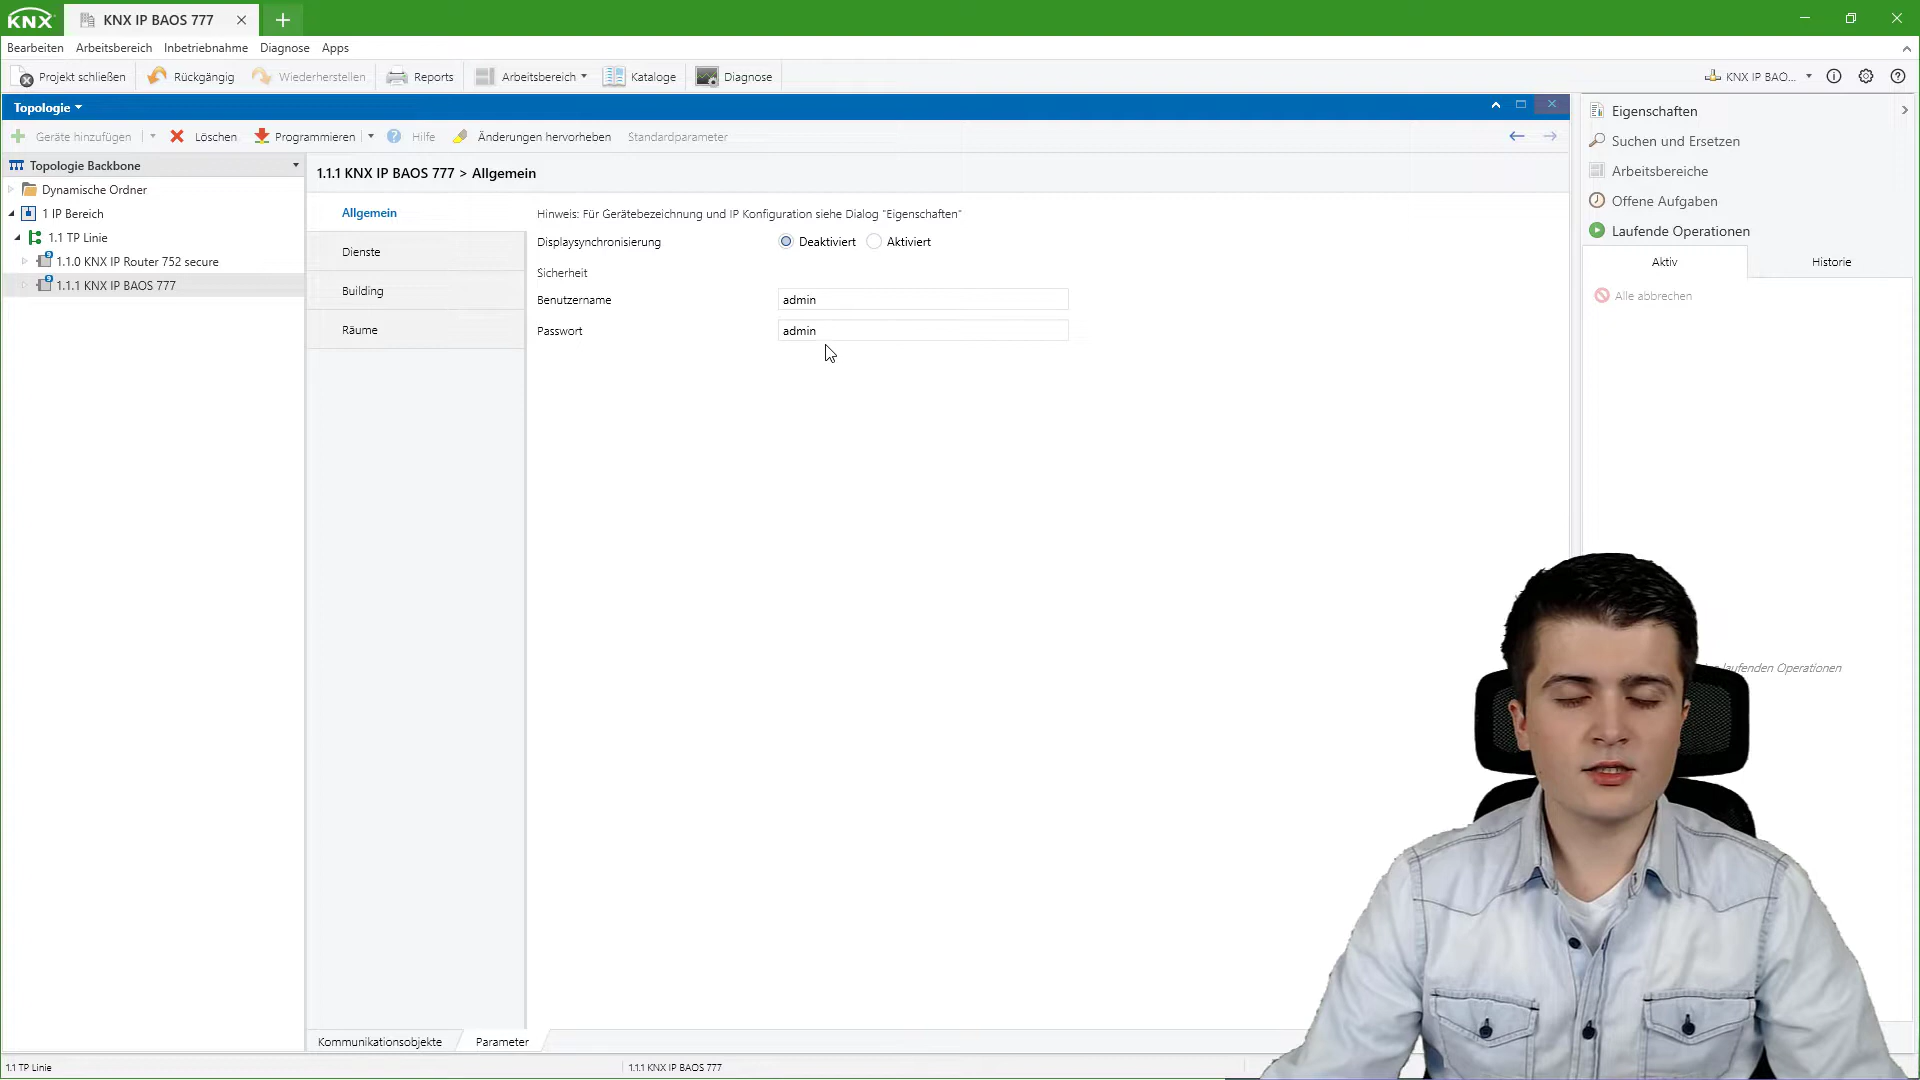 KNX
KNX IP BAOS 777
Bearbeiten Arbeitsbereich Inbetriebnahme Diagnose Apps
Projekt schließen Rückgängig Wiederherstellen Reports Arbeitsbereich Kataloge Diagnose KNX IP BAO...
Topologie
Geräte hinzufügen Löschen Programmieren Hilfe Änderungen hervorheben Standardparameter
Topologie Backbone
Dynamische Ordner
1 IP Bereich
1.1 TP Linie
1.1.0 KNX IP Router 752 secure
1.1.1 KNX IP BAOS 777
1.1.1 KNX IP BAOS 777 > Allgemein
Allgemein
Dienste
Building
Räume
Hinweis: Für Gerätebezeichnung und IP Konfiguration siehe Dialog "Eigenschaften"
Displaysynchronisierung Deaktiviert Aktiviert
Sicherheit
Benutzername admin
Passwort admin
Kommunikationsobjekte Parameter
Eigenschaften
Suchen und Ersetzen
Arbeitsbereiche
Offene Aufgaben
Laufende Operationen
Aktiv Historie
Alle abbrechen
laufenden Operationen
1.1 TP Linie 1.1.1 KNX IP BAOS 777